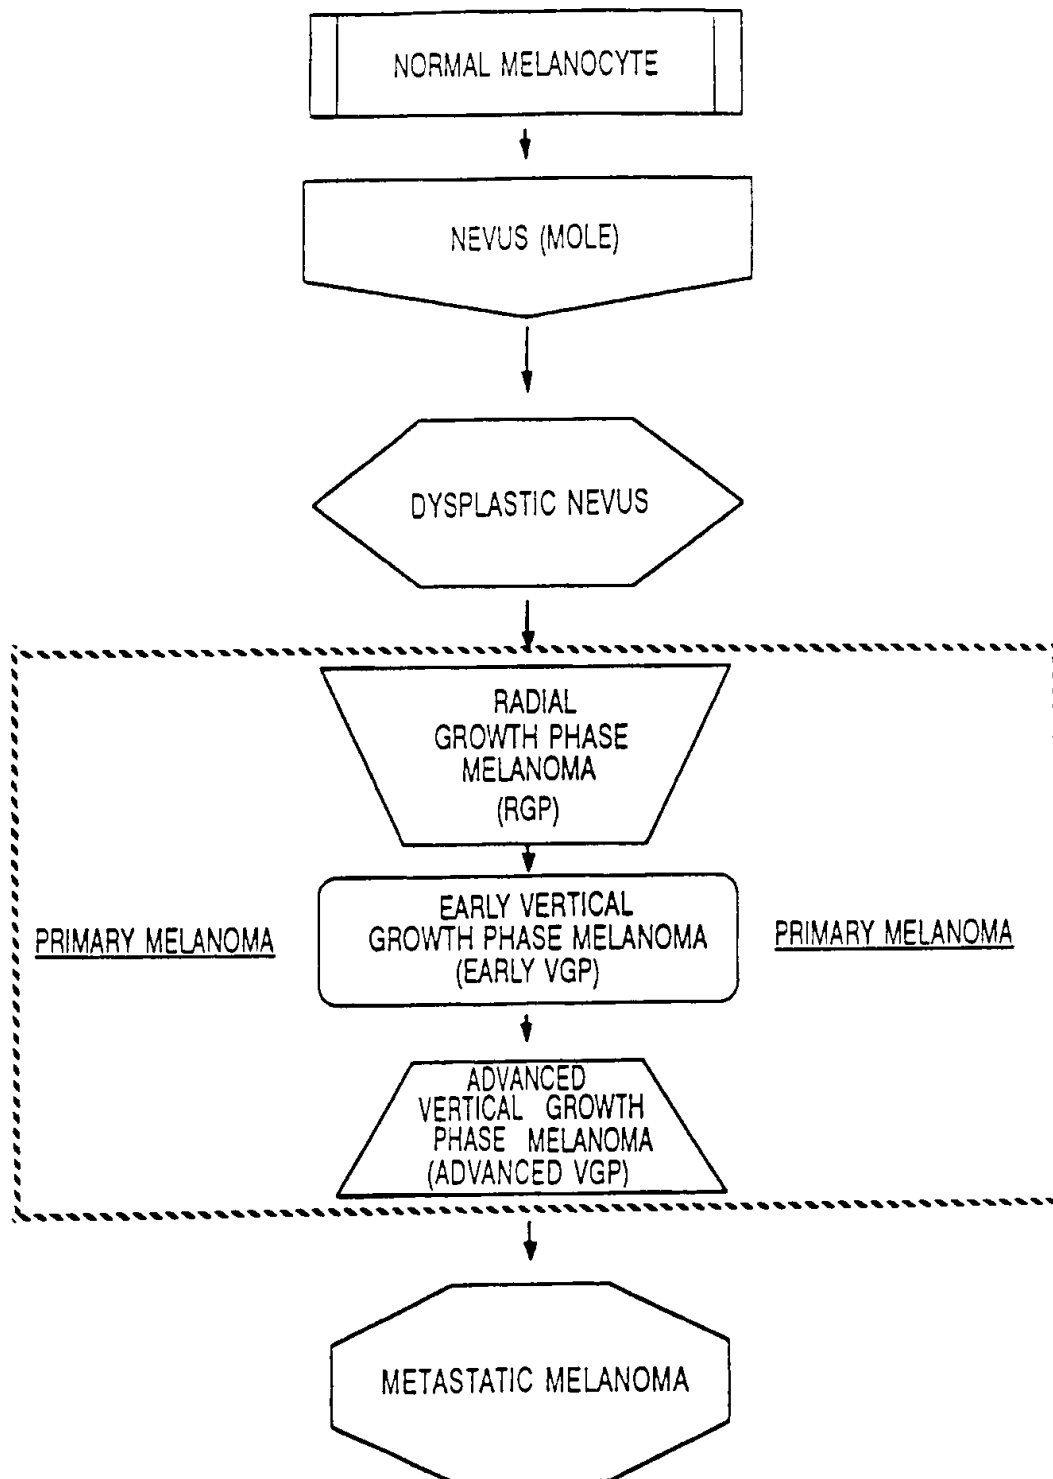 NORMAL MELANOCYTE
NEVUS (MOLE)
DYSPLASTIC NEVUS
RADIAL
GROWTH PHASE
MELANOMA
(RGP)
EARLY VERTICAL
GROWTH PHASE MELANOMA
(EARLY VGP)
PRIMARY MELANOMA
PRIMARY MELANOMA
ADVANCED
VERTICAL GROWTH
PHASE MELANOMA
(ADVANCED VGP)
METASTATIC MELANOMA